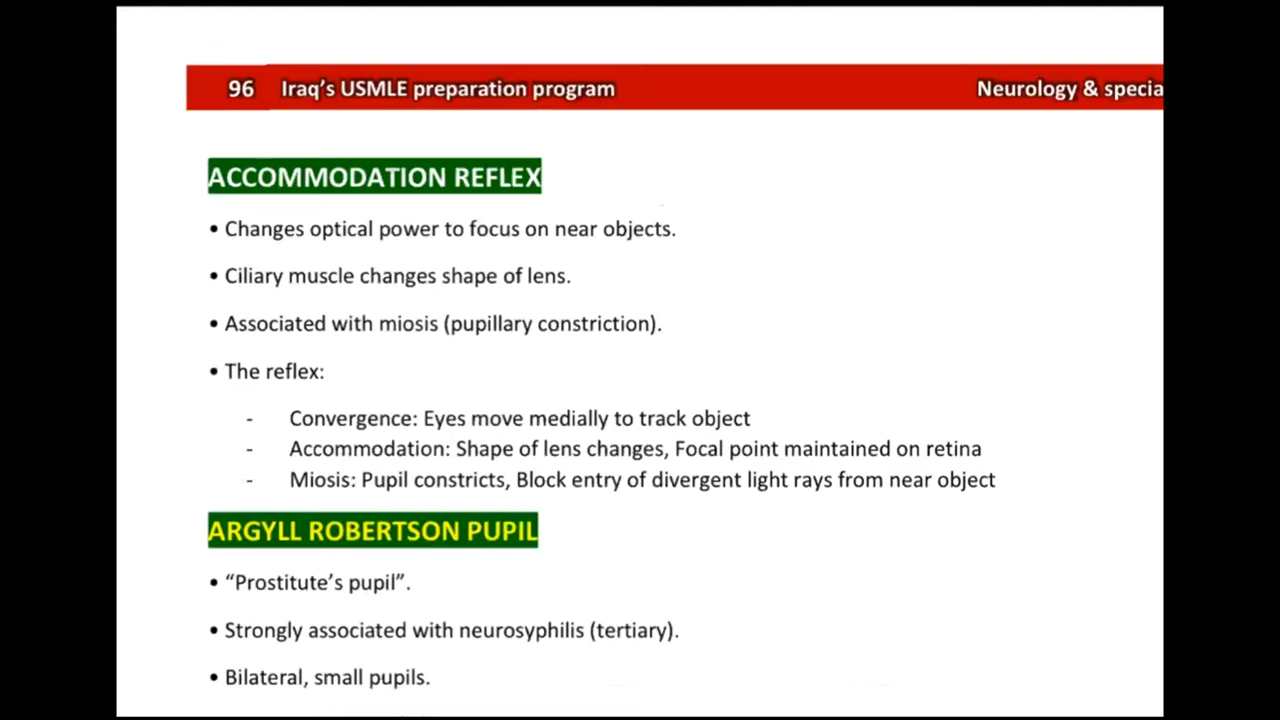 96 Iraq's USMLE preparation program Neurology & specia
ACCOMMODATION REFLEX
• Changes optical power to focus on near objects.
• Ciliary muscle changes shape of lens.
• Associated with miosis (pupillary constriction).
• The reflex:
- Convergence: Eyes move medially to track object
- Accommodation: Shape of lens changes, Focal point maintained on retina
- Miosis: Pupil constricts, Block entry of divergent light rays from near object
ARGYLL ROBERTSON PUPIL
• “Prostitute’s pupil”.
• Strongly associated with neurosyphilis (tertiary).
• Bilateral, small pupils.